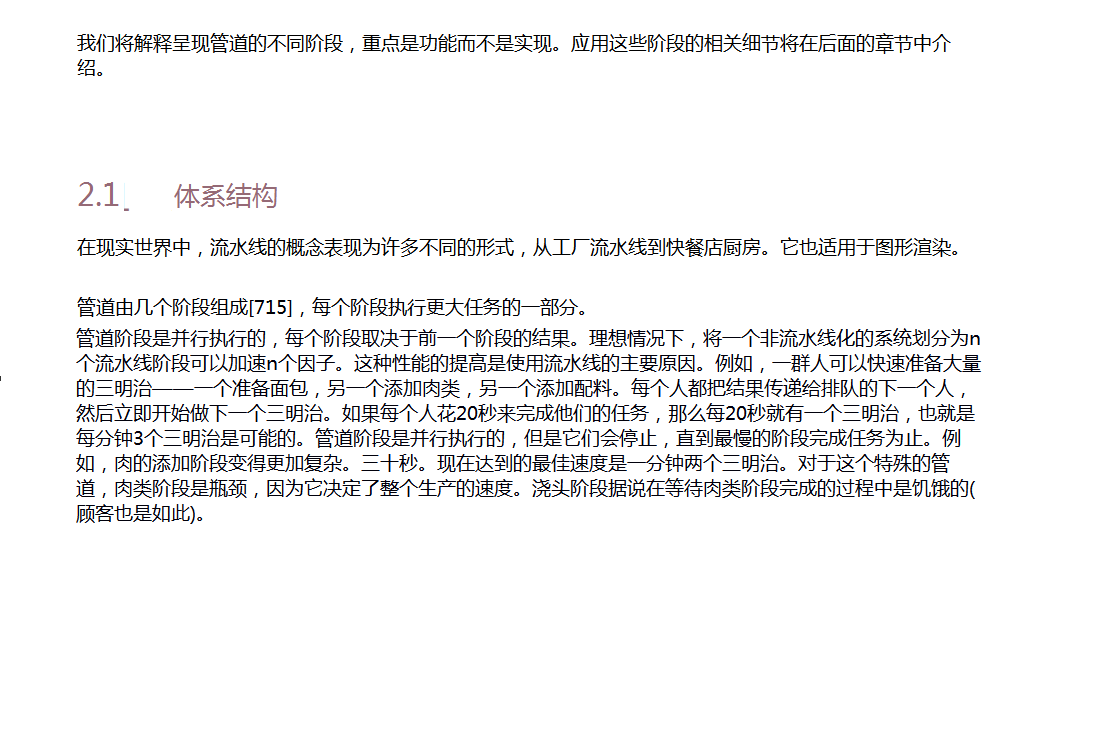 我们将解释呈现管道的不同阶段，重点是功能而不是实现。应用这些阶段的相关细节将在后面的章节中介
绍。
2.1 体系结构
在现实世界中，流水线的概念表现为许多不同的形式，从工厂流水线到快餐店厨房。它也适用于图形渲染。
管道由几个阶段组成[715]，每个阶段执行更大任务的一部分。
管道阶段是并行执行的，每个阶段取决于前一个阶段的结果。理想情况下，将一个非流水线化的系统划分为n
个流水线阶段可以加速n个因子。这种性能的提高是使用流水线的主要原因。例如，一群人可以快速准备大量
的三明治——一个准备面包，另一个添加肉类，另一个添加配料。每个人都把结果传递给排队的下一个人，
然后立即开始做下一个三明治。如果每个人花20秒来完成他们的任务，那么每20秒就有一个三明治，也就是
每分钟3个三明治是可能的。管道阶段是并行执行的，但是它们会停止，直到最慢的阶段完成任务为止。例
如，肉的添加阶段变得更加复杂。三十秒。现在达到的最佳速度是一分钟两个三明治。对于这个特殊的管
道，肉类阶段是瓶颈，因为它决定了整个生产的速度。浇头阶段据说在等待肉类阶段完成的过程中是饥饿的(
顾客也是如此)。